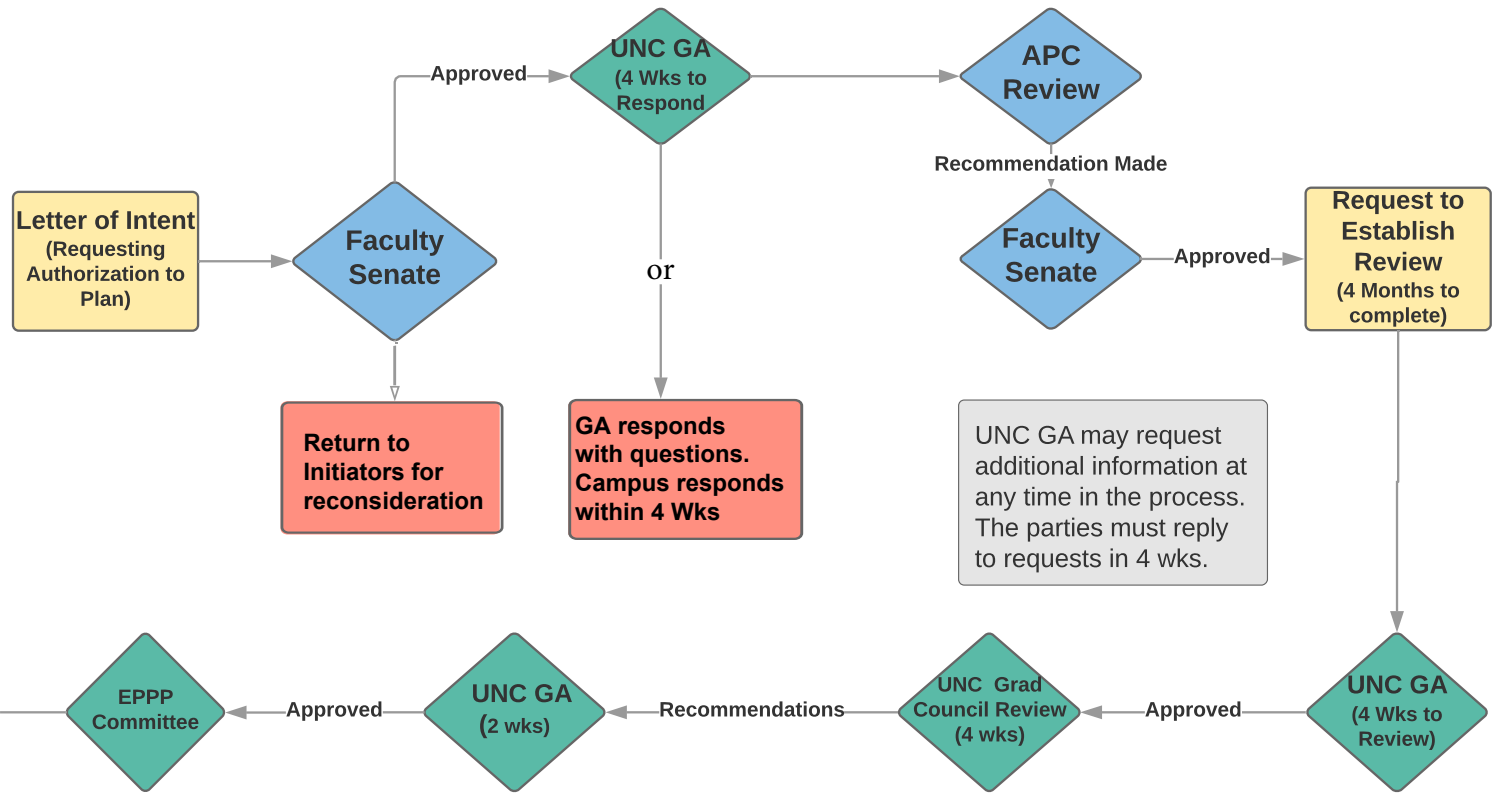 Letter of Intent
(Requesting
Authorization to
Plan)
Faculty
Senate
Approved
UNC GA
(4 Wks to
Respond
APC
Review
Recommendation Made
Faculty
Senate
Approved
Request to
Establish
Review
(4 Months to
complete)
or
Return to
Initiators for
reconsideration
GA responds
with questions.
Campus responds
within 4 Wks
UNC GA may request
additional information at
any time in the process.
The parties must reply
to requests in 4 wks.
UNC GA
(4 Wks to
Review)
Approved
UNC  Grad
Council Review
(4 wks)
Recommendations
UNC GA
(2 wks)
Approved
EPPP
Committee